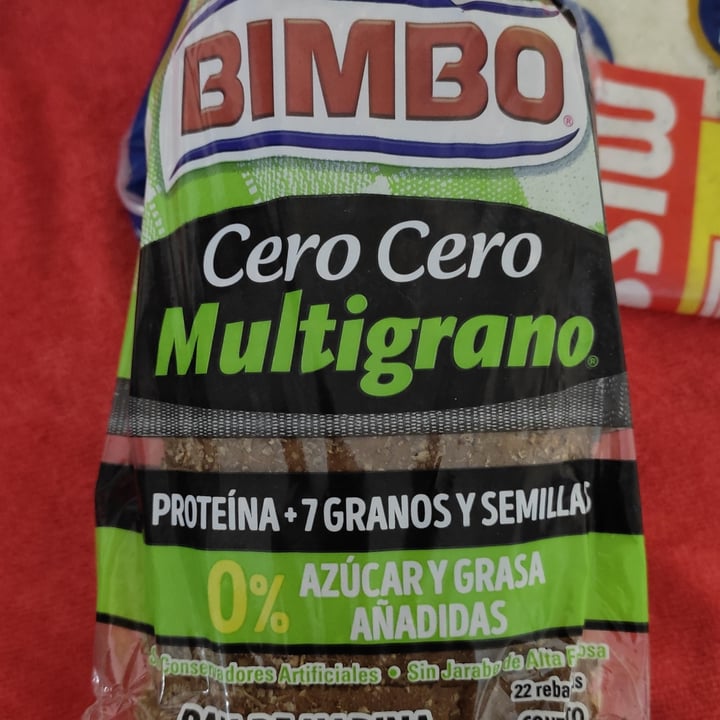 BIMBO®
Cero Cero
Multigrano®
PROTEÍNA + 7 GRANOS Y SEMILLAS
0% AZÚCAR Y GRASA
AÑADIDAS
Conservadores Artificiales • Sin Jarabe de Alta
22
MIS